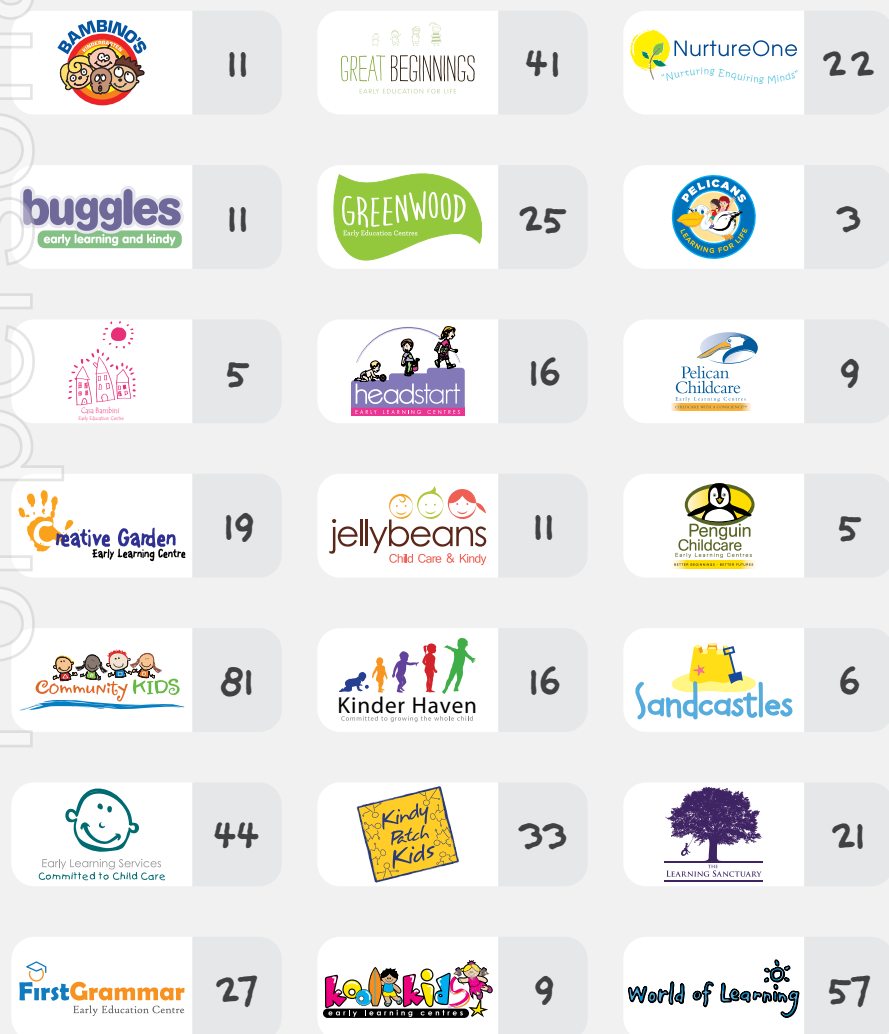 BAMBINO'S
KINDERGARTEN
11
GREAT BEGINNINGS
EARLY EDUCATION FOR LIFE
41
NurtureOne
"Nurturing Enquiring Minds"
22
buggles
early learning and kindy
11
GREENWOOD
Early Education Centres
25
PELICANS
LEARNING FOR LIFE
3
Casa Bambini
Early Education Centre
5
headstart
EARLY LEARNING CENTRES
16
Pelican
Childcare
Early Learning Centres
9
Creative Garden
Early Learning Centre
19
jellybeans
Child Care & Kindy
11
Penguin
Childcare
Early Learning Centres
BETTER BEGINNINGS - BETTER FUTURES
5
Community KIDS
81
Kinder Haven
Committed to growing the whole child
16
Sandcastles
6
Early Learning Services
Committed to Child Care
44
Kindy
Patch
Kids
33
THE
LEARNING SANCTUARY
21
FirstGrammar
Early Education Centre
27
kool kids
early learning centres
9
World of Learning
57